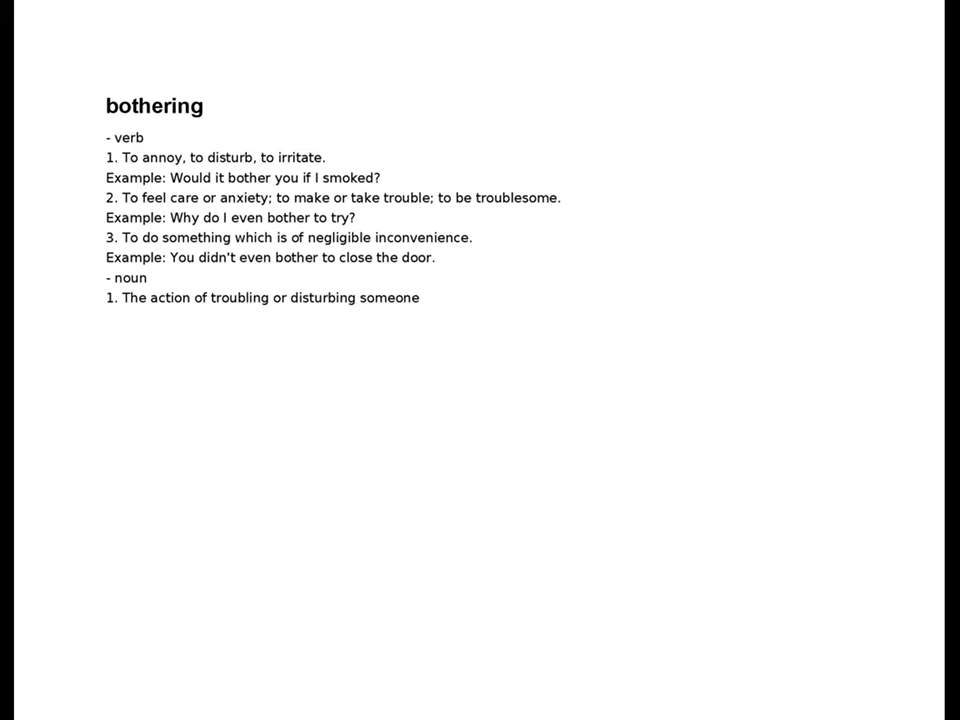 bothering
- verb
1. To annoy, to disturb, to irritate.
Example: Would it bother you if I smoked?
2. To feel care or anxiety; to make or take trouble; to be troublesome.
Example: Why do I even bother to try?
3. To do something which is of negligible inconvenience.
Example: You didn't even bother to close the door.
- noun
1. The action of troubling or disturbing someone